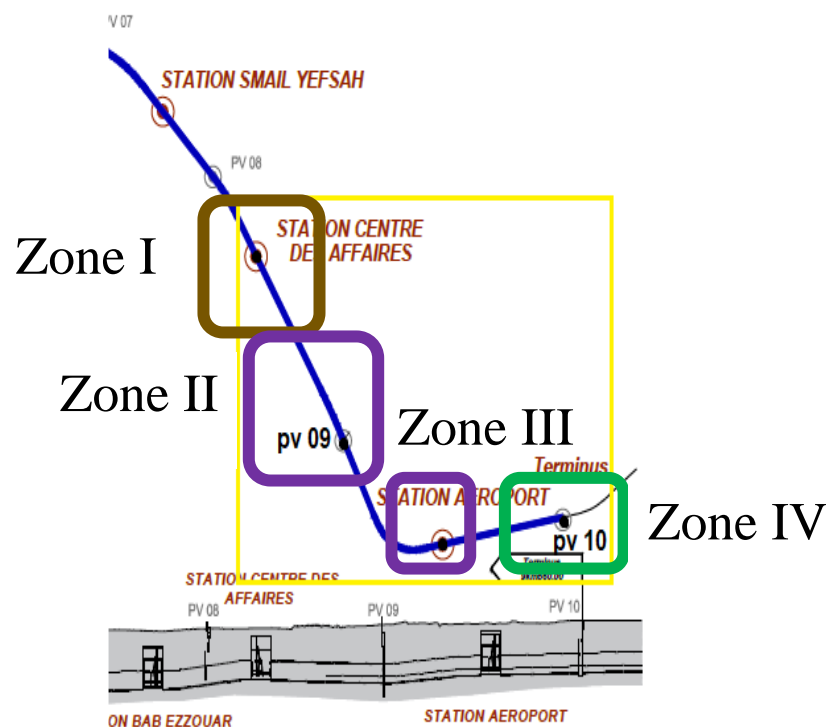 PV 07
STATION SMAIL YEFSAH
PV 08
STATION CENTRE
DES AFFAIRES
Zone I
Zone II
pv 09
Zone III
Terminus
STATION AEROPORT
Zone IV
pv 10
Terminus
STATION CENTRE DES
AFFAIRES
PV 08
PV 09
PV 10
ON BAB EZZOUAR
STATION AEROPORT